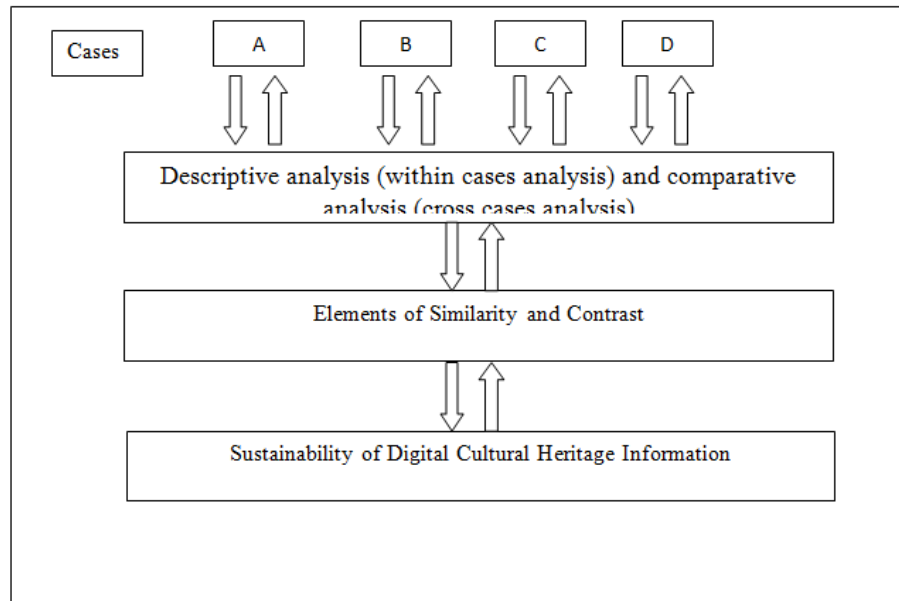 Cases
A
B
C
D
Descriptive analysis (within cases analysis) and comparative
analysis (cross cases analysis)
Elements of Similarity and Contrast
Sustainability of Digital Cultural Heritage Information